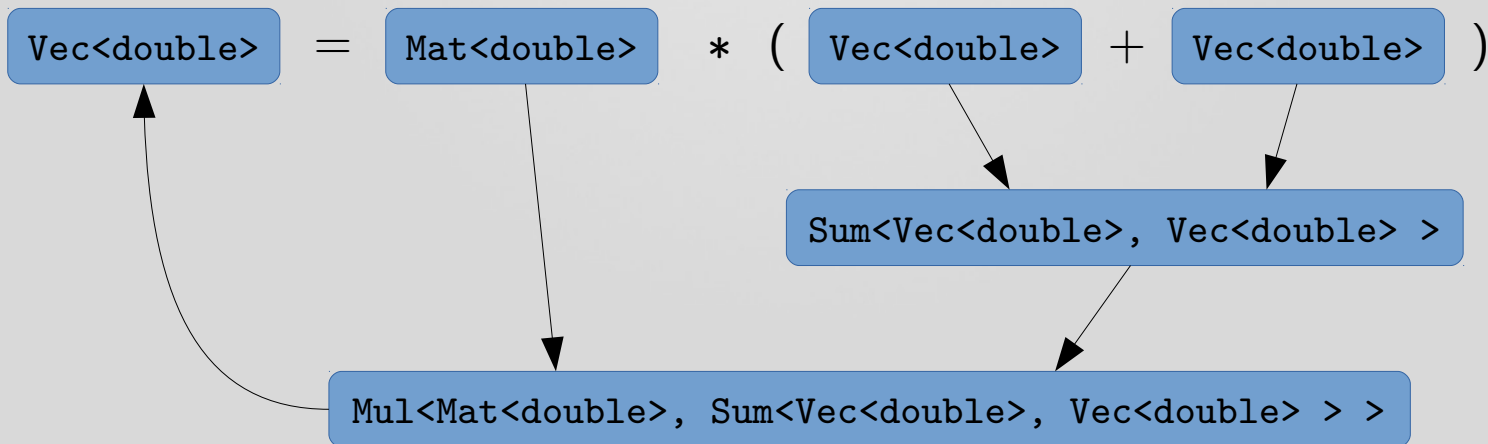 Vec<double> = Mat<double> * ( Vec<double> + Vec<double> )
Sum<Vec<double>, Vec<double> >
Mul<Mat<double>, Sum<Vec<double>, Vec<double> > >